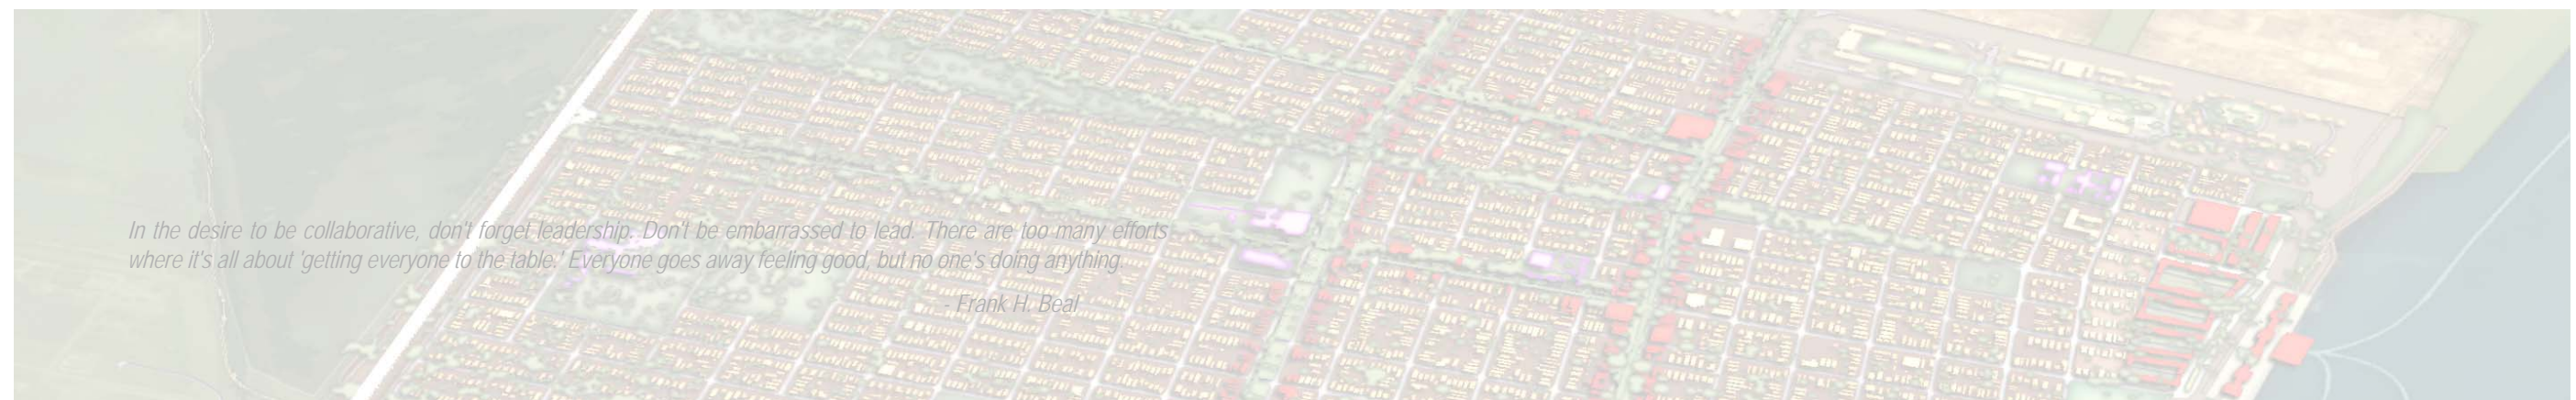 In the desire to be collaborative, don't forget leadership. Don't be embarrassed to lead. There are too many efforts
where it's all about 'getting everyone to the table.' Everyone goes away feeling good, but no one's doing anything.
- Frank H. Beal